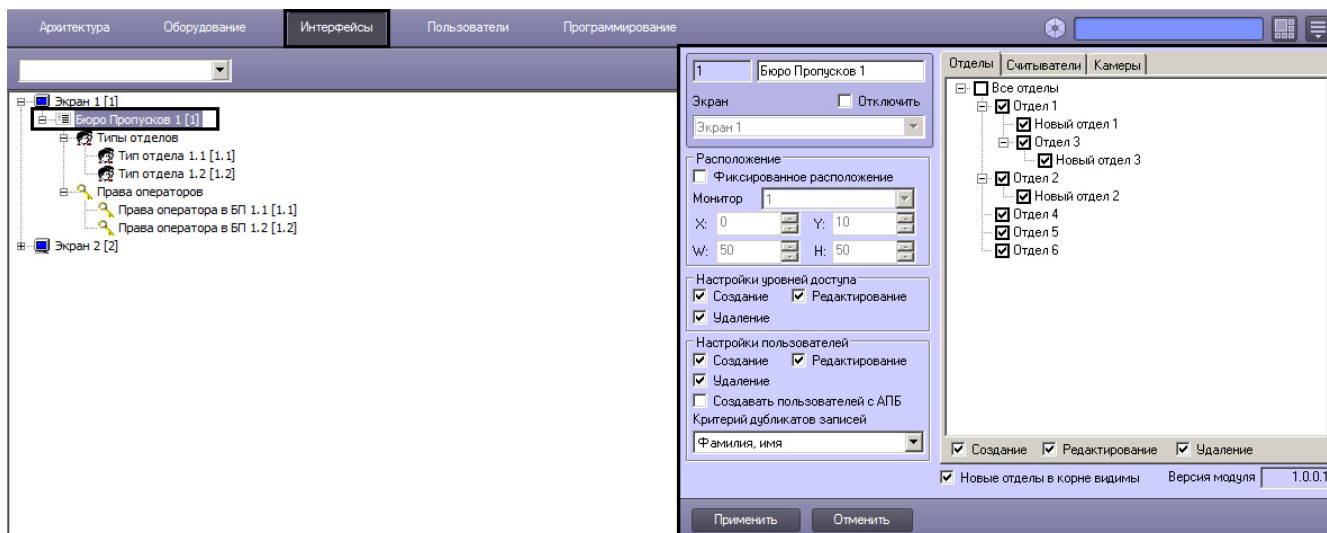 Архитектура Оборудование Интерфейсы Пользователи Программирование
Экран 1 [1]
Бюро Пропусков 1 [1]
Типы отделов
Тип отдела 1.1 [1.1]
Тип отдела 1.2 [1.2]
Права операторов
Права оператора в БП 1.1 [1.1]
Права оператора в БП 1.2 [1.2]
Экран 2 [2]
1 Бюро Пропусков 1
Экран Отключить
Экран 1
Расположение
Фиксированное расположение
Монитор 1
X: 0 Y: 10
W: 50 H: 50
Настройки уровней доступа
Создание Редактирование
Удаление
Настройки пользователей
Создание Редактирование
Удаление
Создавать пользователей с АПБ
Критерий дубликатов записей
Фамилия, имя
Отделы Считыватели Камеры
Все отделы
Отдел 1
Новый отдел 1
Отдел 3
Новый отдел 3
Отдел 2
Новый отдел 2
Отдел 4
Отдел 5
Отдел 6
Создание Редактирование Удаление
Новые отделы в корне видимы Версия модуля 1.0.0.1
Применить Отменить